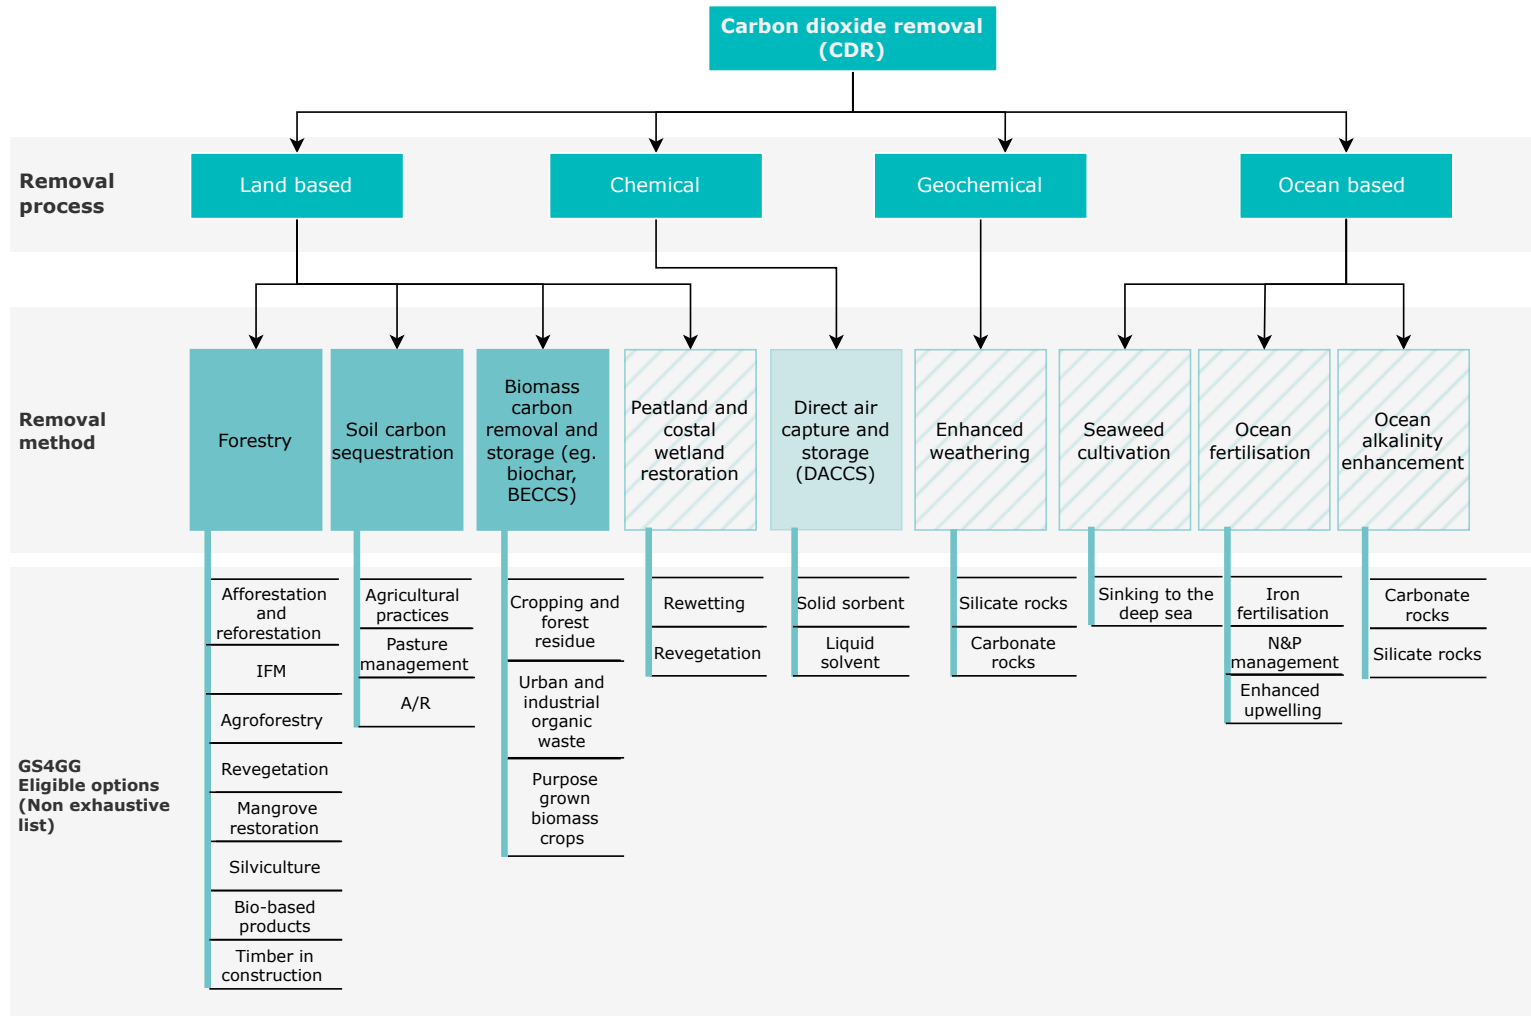 Carbon dioxide removal
(CDR)
Removal
process
Land based
Chemical
Geochemical
Ocean based
Removal
method
Forestry
Soil carbon
sequestration
Biomass
carbon
removal and
storage (eg.
biochar,
BECCS)
Peatland and
costal
wetland
restoration
Direct air
capture and
storage
(DACCS)
Enhanced
weathering
Seaweed
cultivation
Ocean
fertilisation
Ocean
alkalinity
enhancement
GS4GG
Eligible options
(Non exhaustive
list)
Afforestation
and
reforestation
IFM
Agroforestry
Revegetation
Mangrove
restoration
Silviculture
Bio-based
products
Timber in
construction
Agricultural
practices
Pasture
management
A/R
Cropping and
forest
residue
Urban and
industrial
organic
waste
Purpose
grown
biomass
crops
Rewetting
Revegetation
Solid sorbent
Liquid
solvent
Silicate rocks
Carbonate
rocks
Sinking to the
deep sea
Iron
fertilisation
N&P
management
Enhanced
upwelling
Carbonate
rocks
Silicate rocks